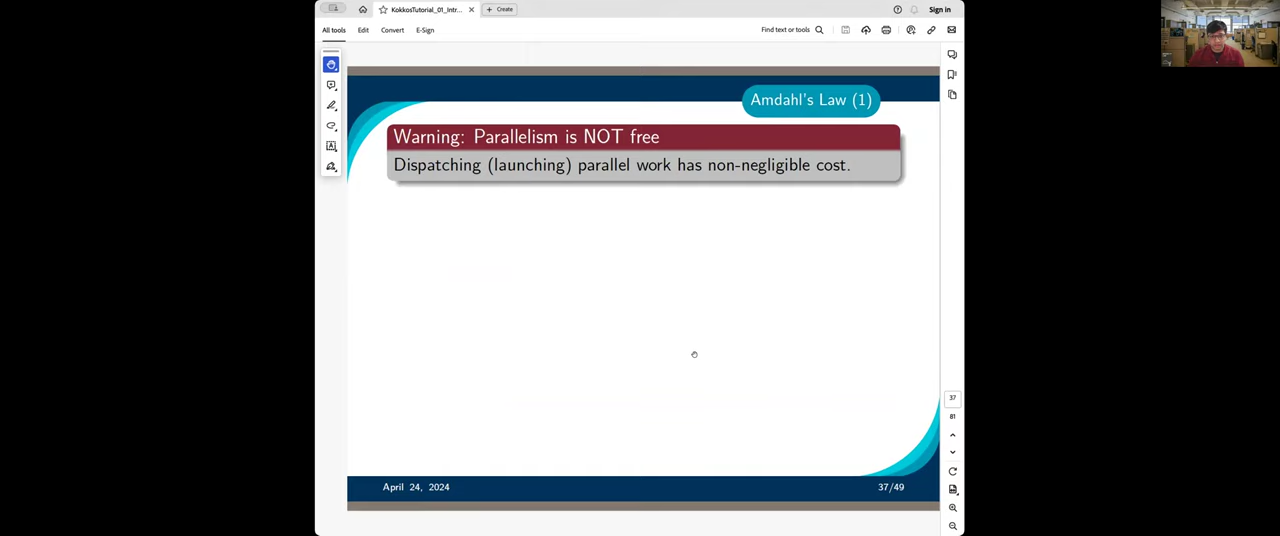 KokkosTutorial_01_Intr...
Create
Sign in
All tools
Edit
Convert
E-Sign
Find text or tools
Amdahl's Law (1)
Warning: Parallelism is NOT free
Dispatching (launching) parallel work has non-negligible cost.
37
81
April 24, 2024
37/49